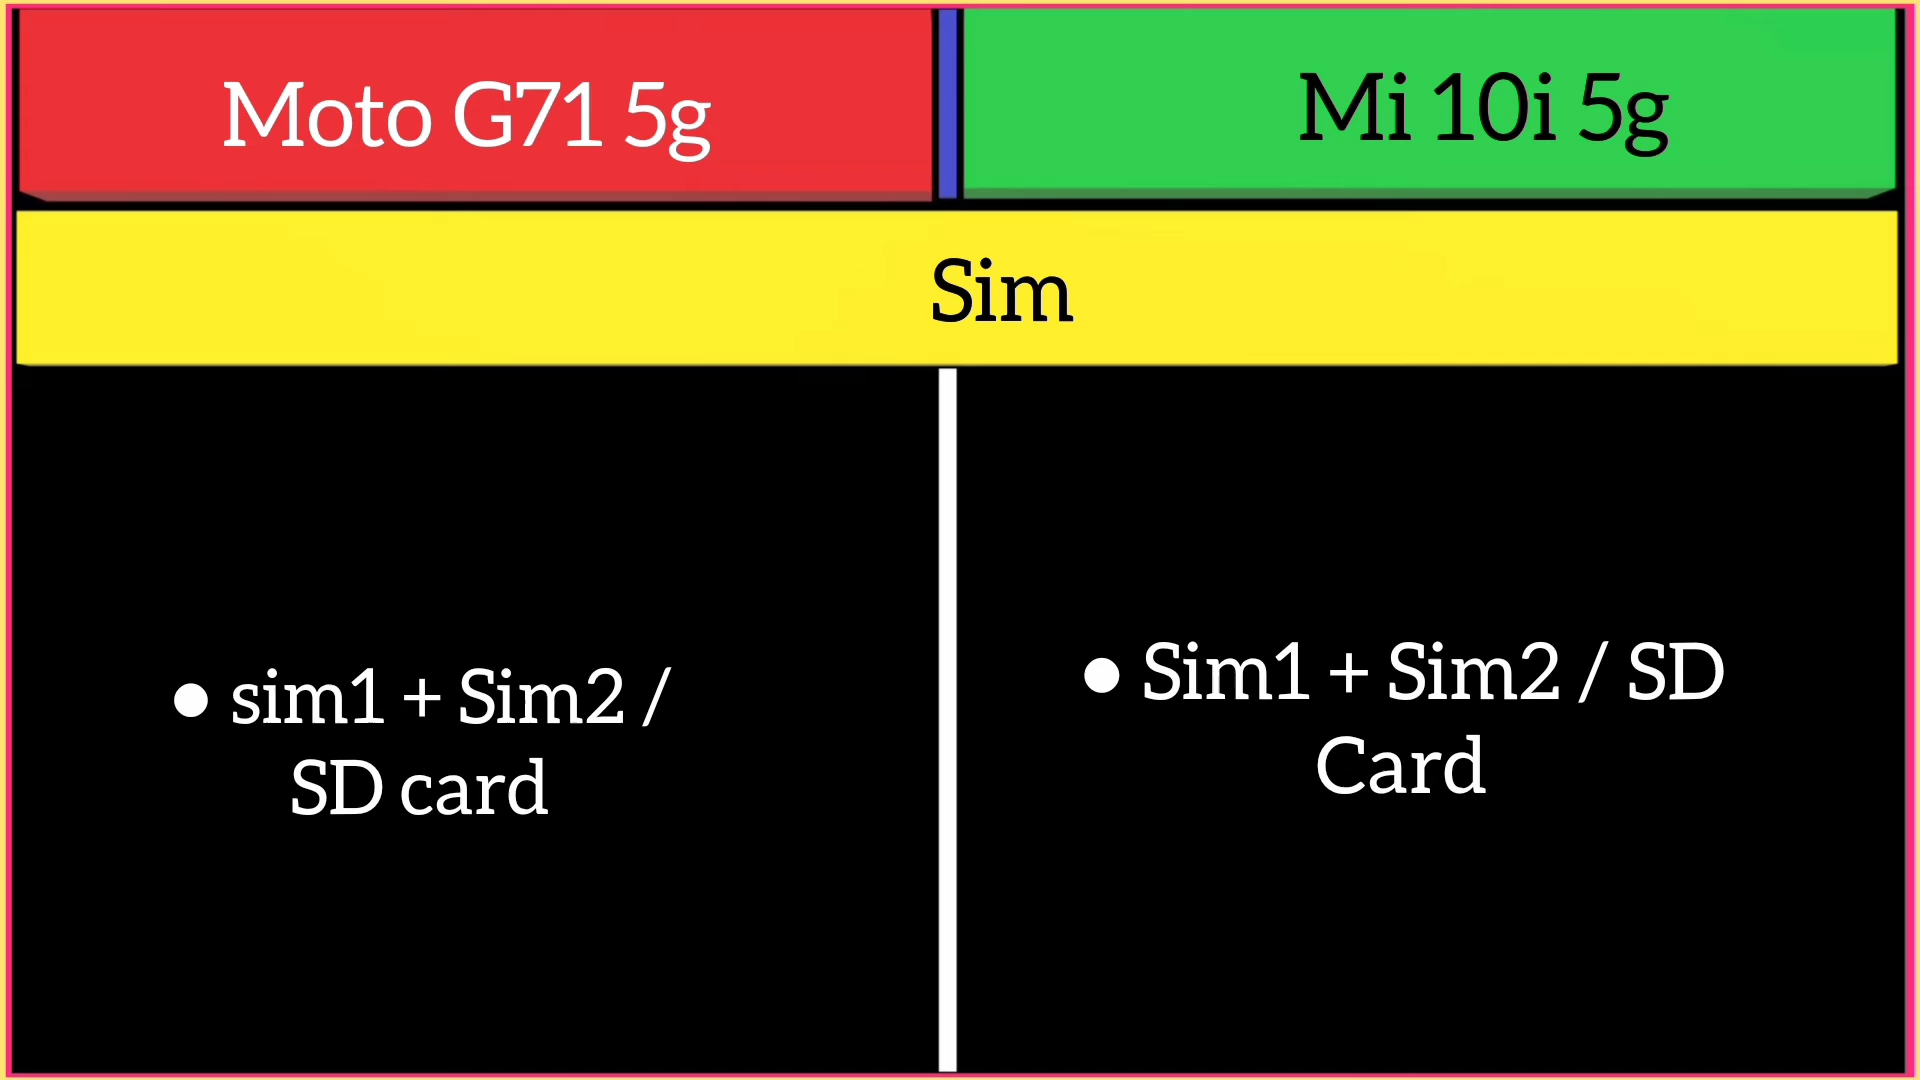 Moto G71 5g
Mi 10i 5g
Sim
● sim1 + Sim2 /
SD card
● Sim1 + Sim2 / SD
Card